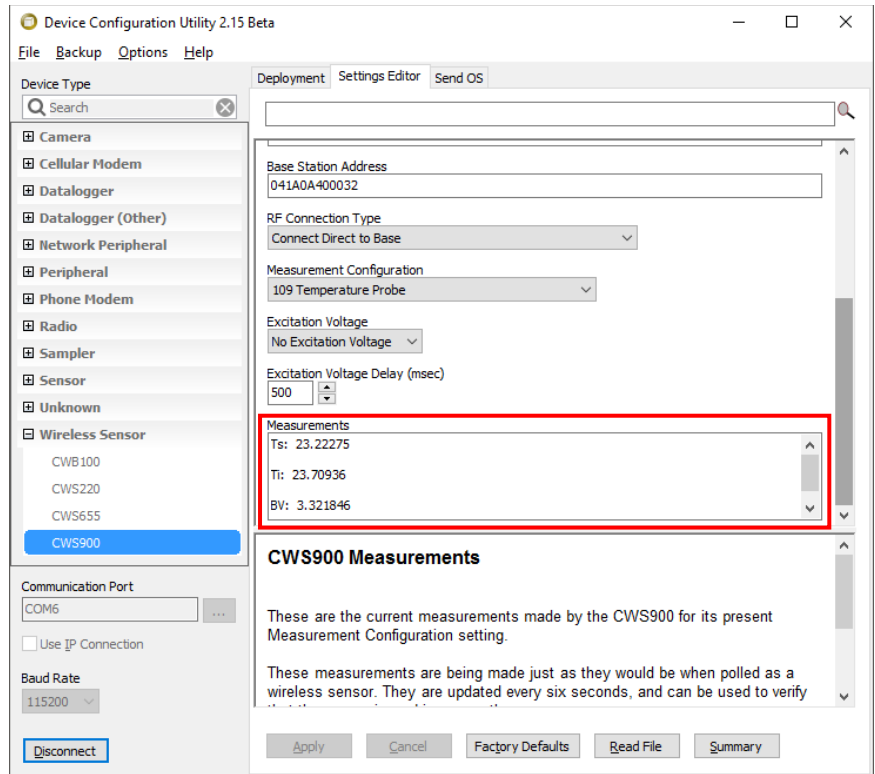 Device Configuration Utility 2.15 Beta
File Backup Options Help
Device Type
Search
Camera
Cellular Modem
Datalogger
Datalogger (Other)
Network Peripheral
Peripheral
Phone Modem
Radio
Sampler
Sensor
Unknown
Wireless Sensor
CWB100
CWS220
CWS655
CWS900
Communication Port
COM6
...
Use IP Connection
Baud Rate
115200
Disconnect
Deployment Settings Editor Send OS
Base Station Address
041A0A400032
RF Connection Type
Connect Direct to Base
Measurement Configuration
109 Temperature Probe
Excitation Voltage
No Excitation Voltage
Excitation Voltage Delay (msec)
500
Measurements
Ts: 23.22275
Ti: 23.70936
BV: 3.321846
CWS900 Measurements
These are the current measurements made by the CWS900 for its present
Measurement Configuration setting.
These measurements are being made just as they would be when polled as a
wireless sensor. They are updated every six seconds, and can be used to verify
Apply Cancel Factory Defaults Read File Summary